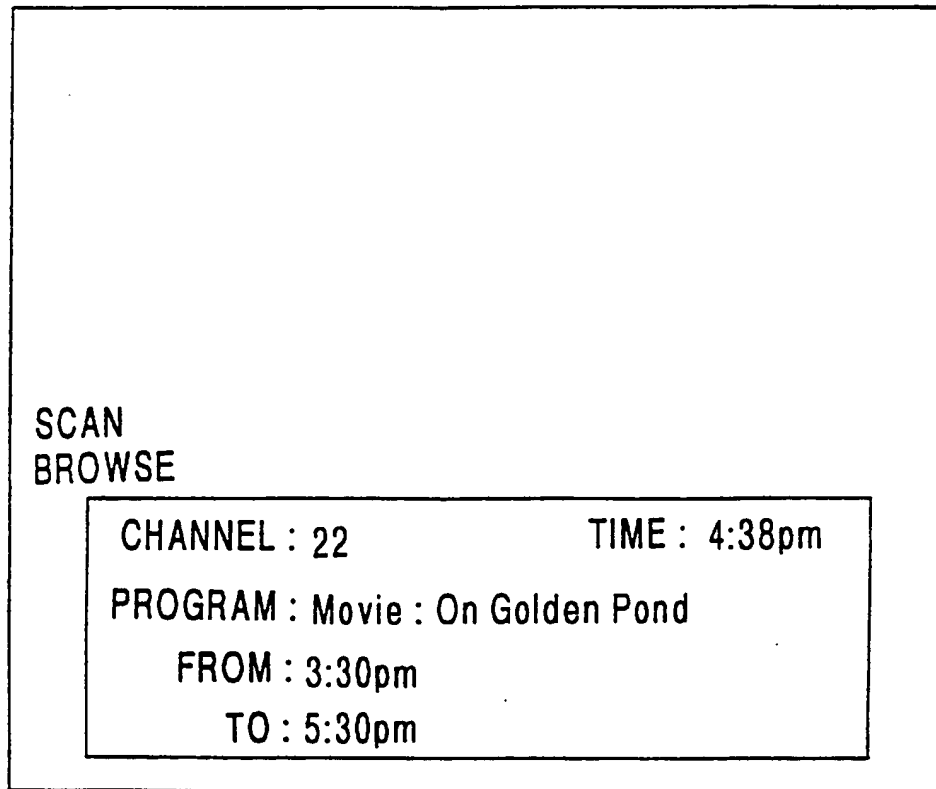 SCAN
BROWSE
CHANNEL : 22 TIME : 4:38pm
PROGRAM : Movie : On Golden Pond
FROM : 3:30pm
TO : 5:30pm